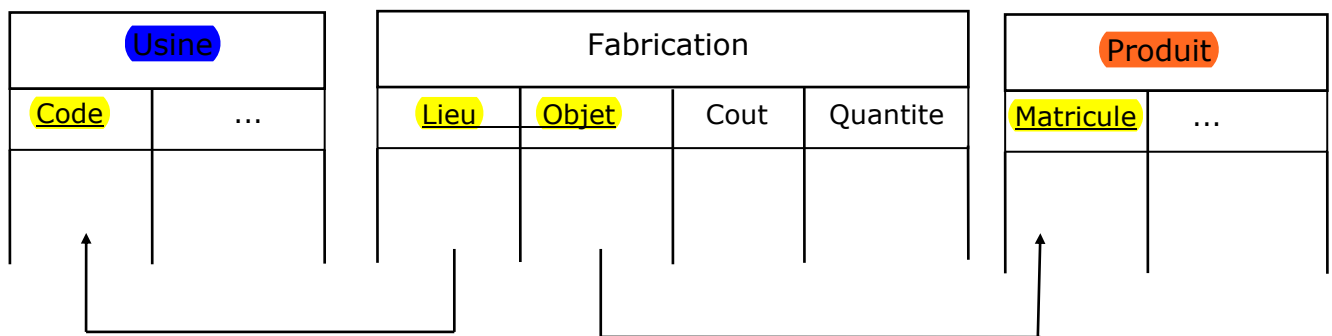 Usine
Fabrication
Produit
Code
...
Lieu
Objet
Cout
Quantite
Matricule
...